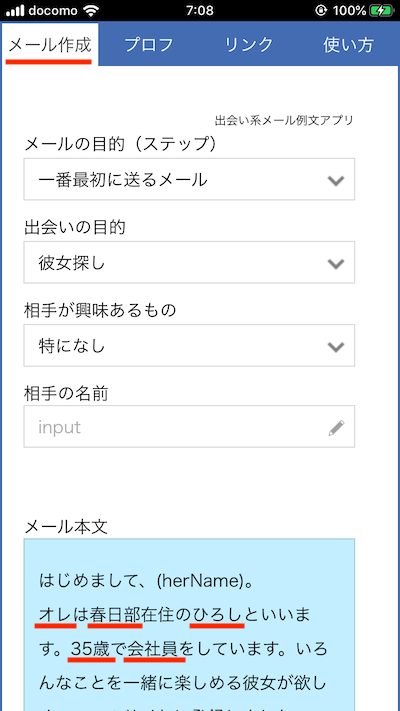 docomo 7:08 100%
メール作成 プロフ リンク 使い方
出会い系メール例文アプリ
メールの目的（ステップ）
一番最初に送るメール
出会いの目的
彼女探し
相手が興味あるもの
特になし
相手の名前
input
メール本文
はじめまして、(herName)。
オレは春日部在住のひろしといいま
す。35歳で会社員をしています。いろ
んなことを一緒に楽しめる彼女が欲し